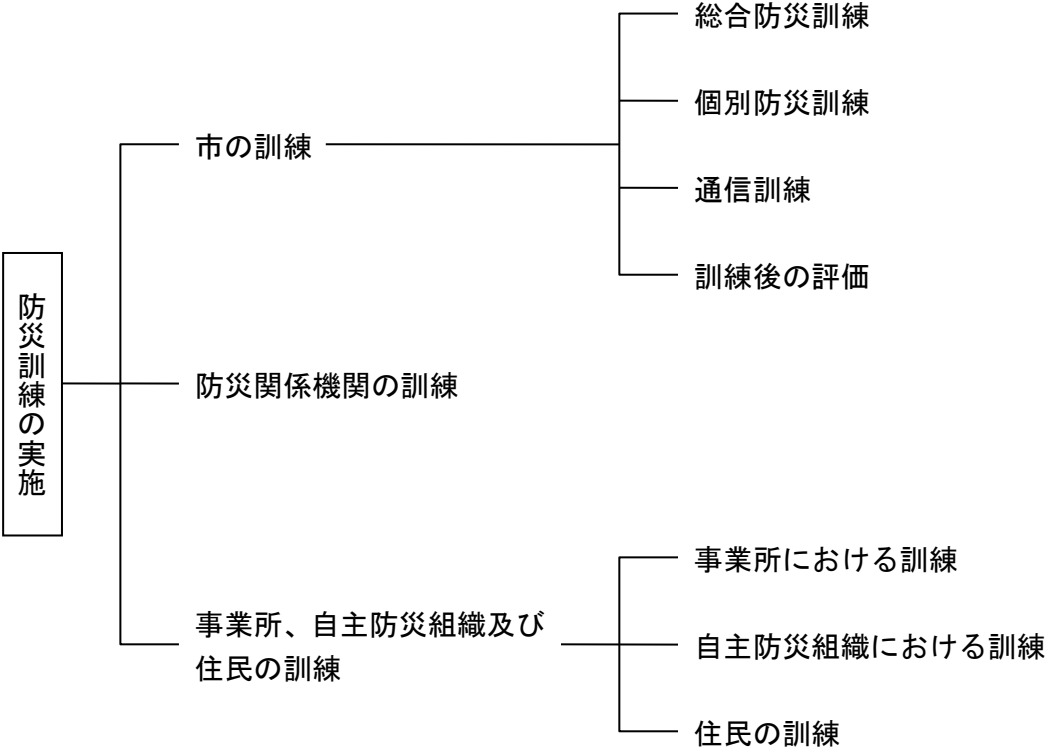 防災訓練の実施
市の訓練
総合防災訓練
個別防災訓練
通信訓練
訓練後の評価
防災関係機関の訓練
事業所、自主防災組織及び
住民の訓練
事業所における訓練
自主防災組織における訓練
住民の訓練